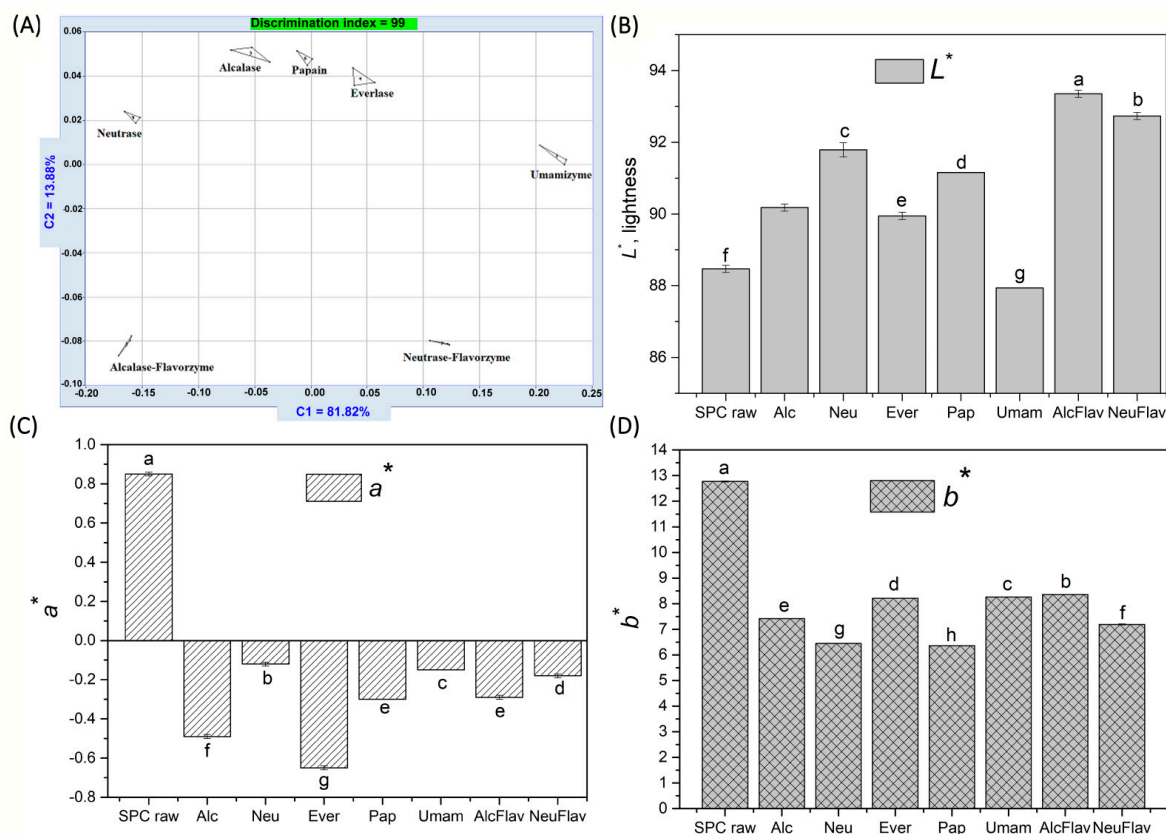 (A)
Discrimination index = 99
0.06
0.04
0.02
0.00
-0.02
-0.04
-0.06
-0.08
-0.10
C2 = 13.88%
Alcalase
Papain
Everlase
Neutrase
Umamizyme
Alcalase-Flavorzyme
Neutrase-Flavorzyme
-0.20 -0.15 -0.10 -0.05 0.00 0.05 0.10 0.15 0.20 0.25
C1 = 81.82%
(B)
L*
94
92
90
88
86
L*, lightness
f
c
e
d
g
a
b
SPC raw Alc Neu Ever Pap Umam AlcFlav NeuFlav
(C)
a*
1.0
0.8
0.6
0.4
0.2
0.0
-0.2
-0.4
-0.6
-0.8
a*
a
f
b
g
e
c
e
d
SPC raw Alc Neu Ever Pap Umam AlcFlav NeuFlav
(D)
b*
14
13
12
11
10
9
8
7
6
5
4
3
2
1
0
b*
a
e
g
d
h
c
b
f
SPC raw Alc Neu Ever Pap Umam AlcFlav NeuFlav